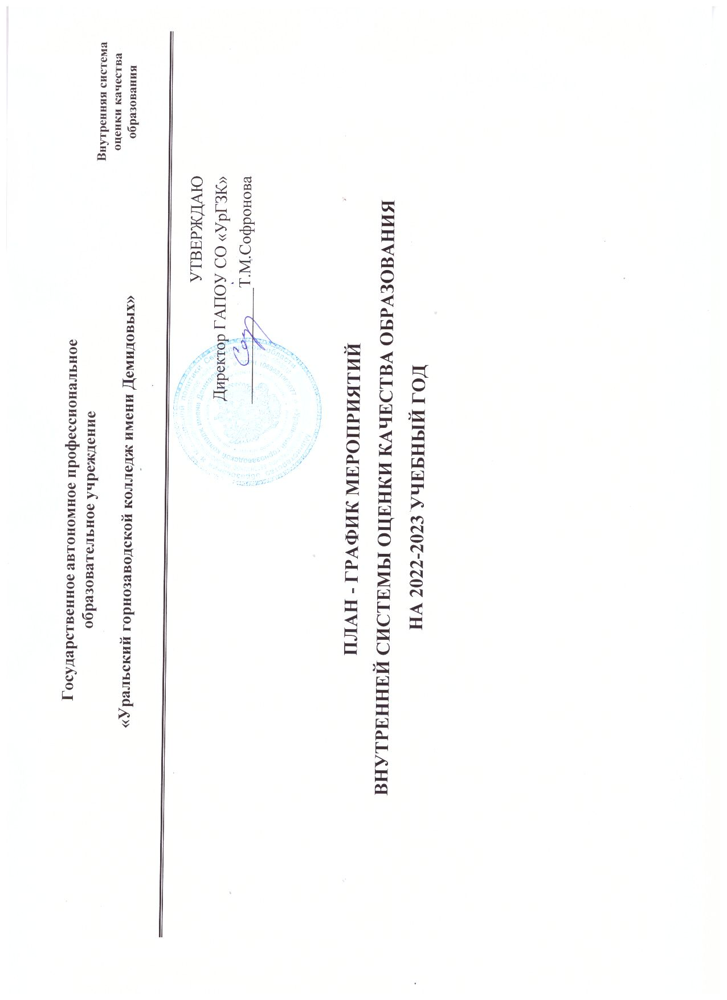 Государственное автономное профессиональное
образовательное учреждение
«Уральский горнозаводской колледж имени Демидовых»
Внутренняя система
оценки качества
образования
УТВЕРЖДАЮ
Директор ГАПОУ СО «УрГЗК»
Т.М.Софронова
ПЛАН - ГРАФИК МЕРОПРИЯТИЙ
ВНУТРЕННЕЙ СИСТЕМЫ ОЦЕНКИ КАЧЕСТВА ОБРАЗОВАНИЯ
НА 2022-2023 УЧЕБНЫЙ ГОД